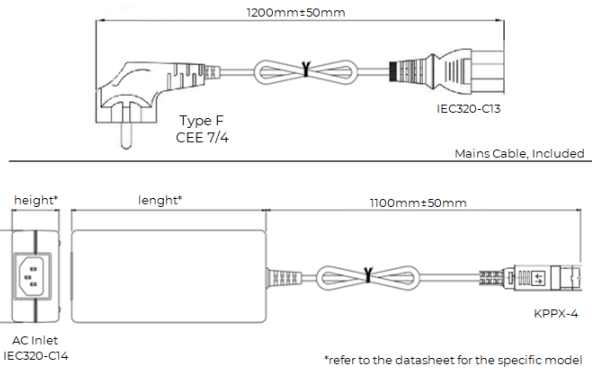 1200mm±50mm
IEC320-C13
Type F
CEE 7/4
Mains Cable, Included
height*
lenght*
1100mm±50mm
KPPX-4
AC Inlet
IEC320-C14
*refer to the datasheet for the specific model